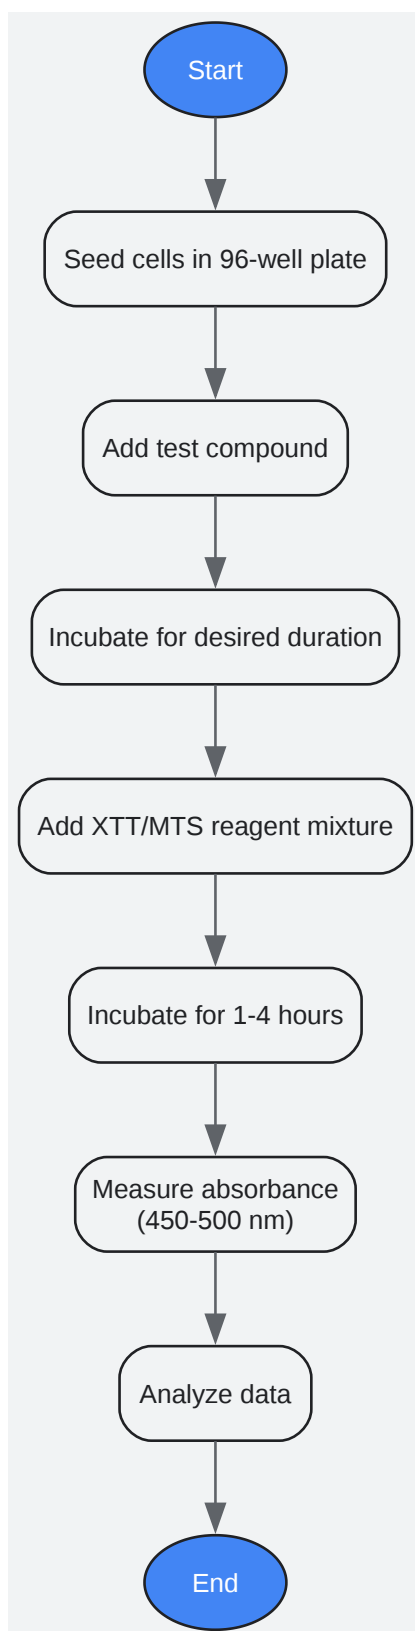 Start
Seed cells in 96-well plate
Add test compound
Incubate for desired duration
Add XTT/MTS reagent mixture
Incubate for 1-4 hours
Measure absorbance
(450-500 nm)
Analyze data
End